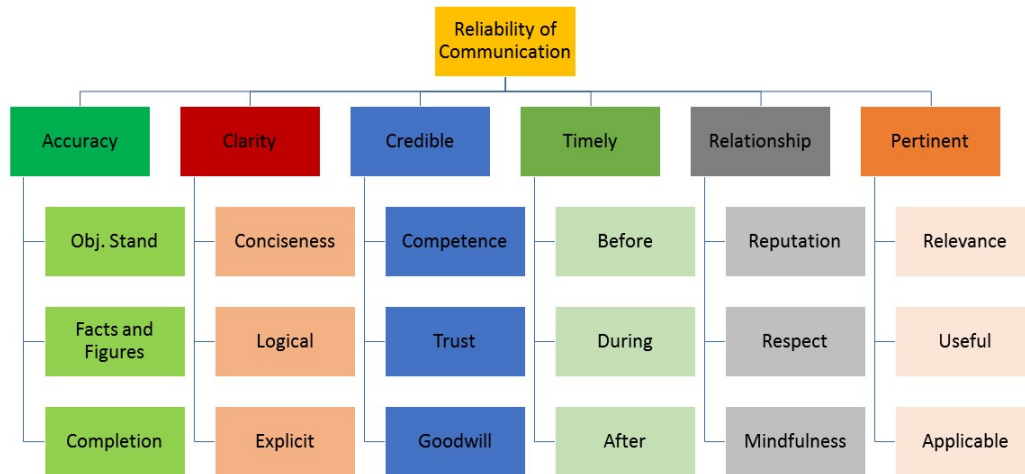 Reliability of
Communication
Accuracy
Clarity
Credible
Timely
Relationship
Pertinent
Obj. Stand
Conciseness
Competence
Before
Reputation
Relevance
Facts and
Figures
Logical
Trust
During
Respect
Useful
Completion
Explicit
Goodwill
After
Mindfulness
Applicable